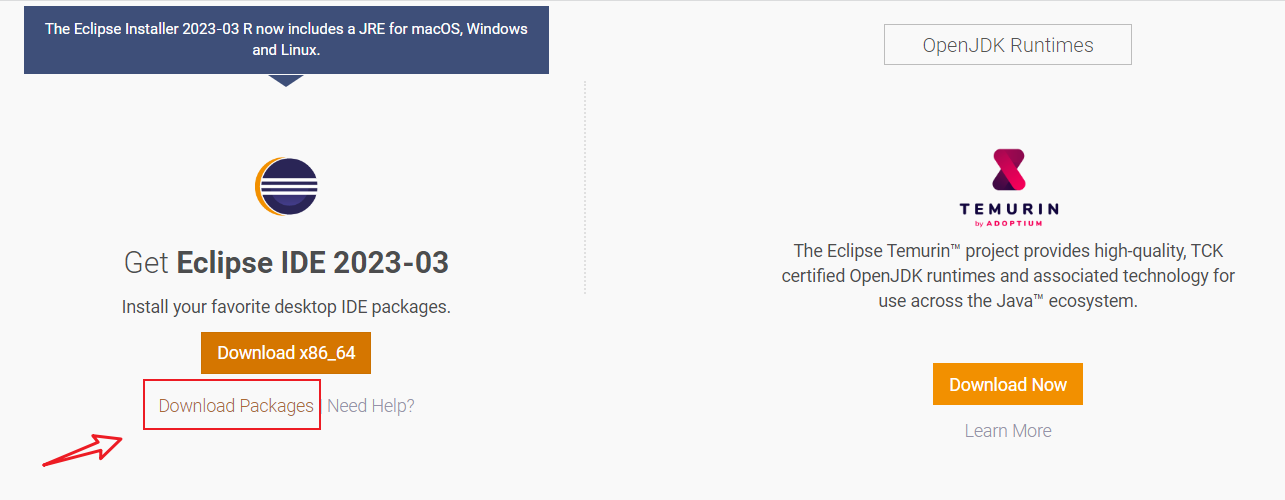 The Eclipse Installer 2023-03 R now includes a JRE for macOS, Windows
and Linux.
Get Eclipse IDE 2023-03
Install your favorite desktop IDE packages.
Download x86_64
Download Packages Need Help?
OpenJDK Runtimes
TEMURIN
by ADOPTIUM
The Eclipse Temurin™ project provides high-quality, TCK
certified OpenJDK runtimes and associated technology for
use across the Java™ ecosystem.
Download Now
Learn More